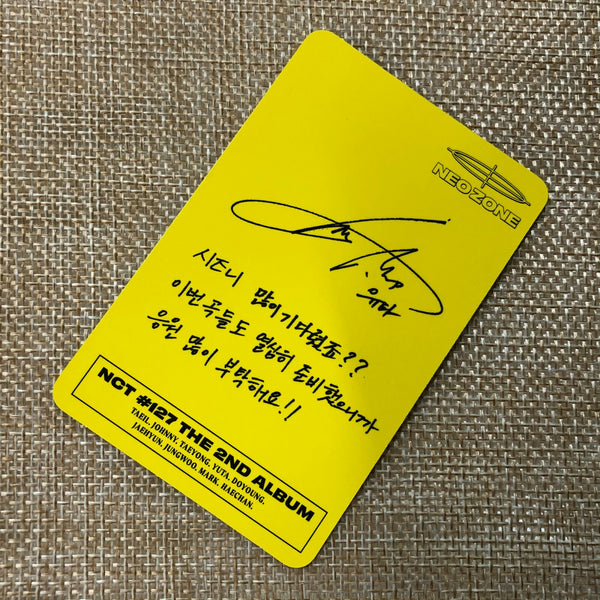 NEOZONE
유타
시즈니 많이 기다렸죠??
이번 곡들도 열심히 준비했으니까
응원 많이 부탁해요!!
NCT #127 THE 2ND ALBUM
TAEIL. JOHNNY. TAEYONG. YUTA. DOYOUNG.
JAEHYUN. JUNGWOO. MARK. HAECHAN.